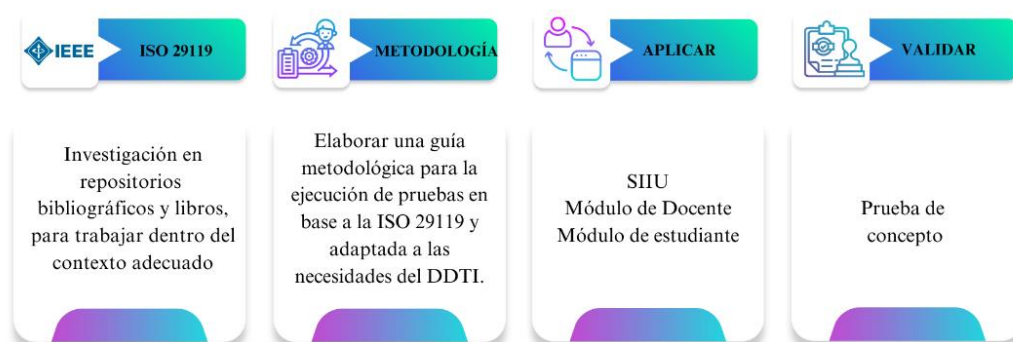 IEEE
ISO 29119
METODOLOGÍA
APLICAR
VALIDAR
Investigación en
repositorios
bibliográficos y libros,
para trabajar dentro del
contexto adecuado
Elaborar una guía
metodológica para la
ejecución de pruebas en
base a la ISO 29119 y
adaptada a las
necesidades del DDTI.
SIIU
Módulo de Docente
Módulo de estudiante
Prueba de
concepto